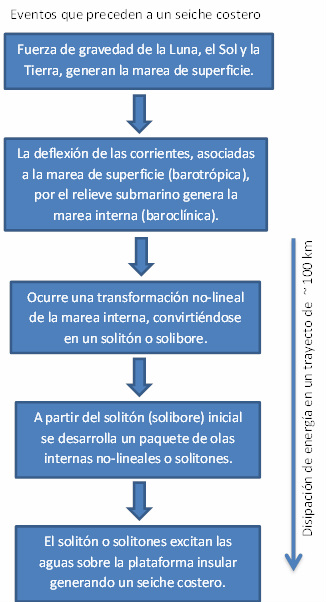 Eventos que preceden a un seiche costero
Fuerza de gravedad de la Luna, el Sol y la
Tierra, generan la marea de superficie.
La deflexión de las corrientes, asociadas
a la marea de superficie (barotrópica),
por el relieve submarino genera la
marea interna (baroclínica).
Ocurre una transformación no-lineal
de la marea interna, convirtiéndose
en un solitón o solibore.
A partir del solitón (solibore) inicial
se desarrolla un paquete de olas
internas no-lineales o solitones.
El solitón o solitones excitan las
aguas sobre la plataforma insular
generando un seiche costero.
Disipación de energía en un trayecto de ~ 100 km